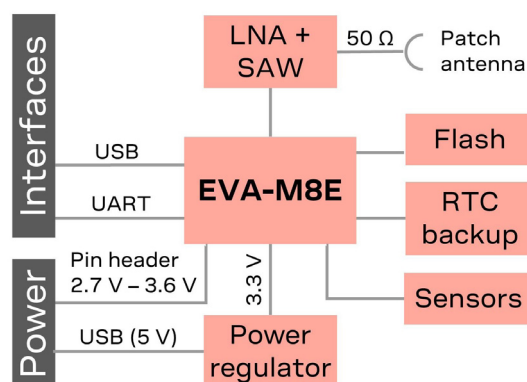 LNA +
SAW
50 Ω
Patch
antenna
Interfaces
USB
UART
EVA-M8E
Flash
RTC
backup
Sensors
Power
Pin header
2.7 V – 3.6 V
3.3 V
USB (5 V)
Power
regulator